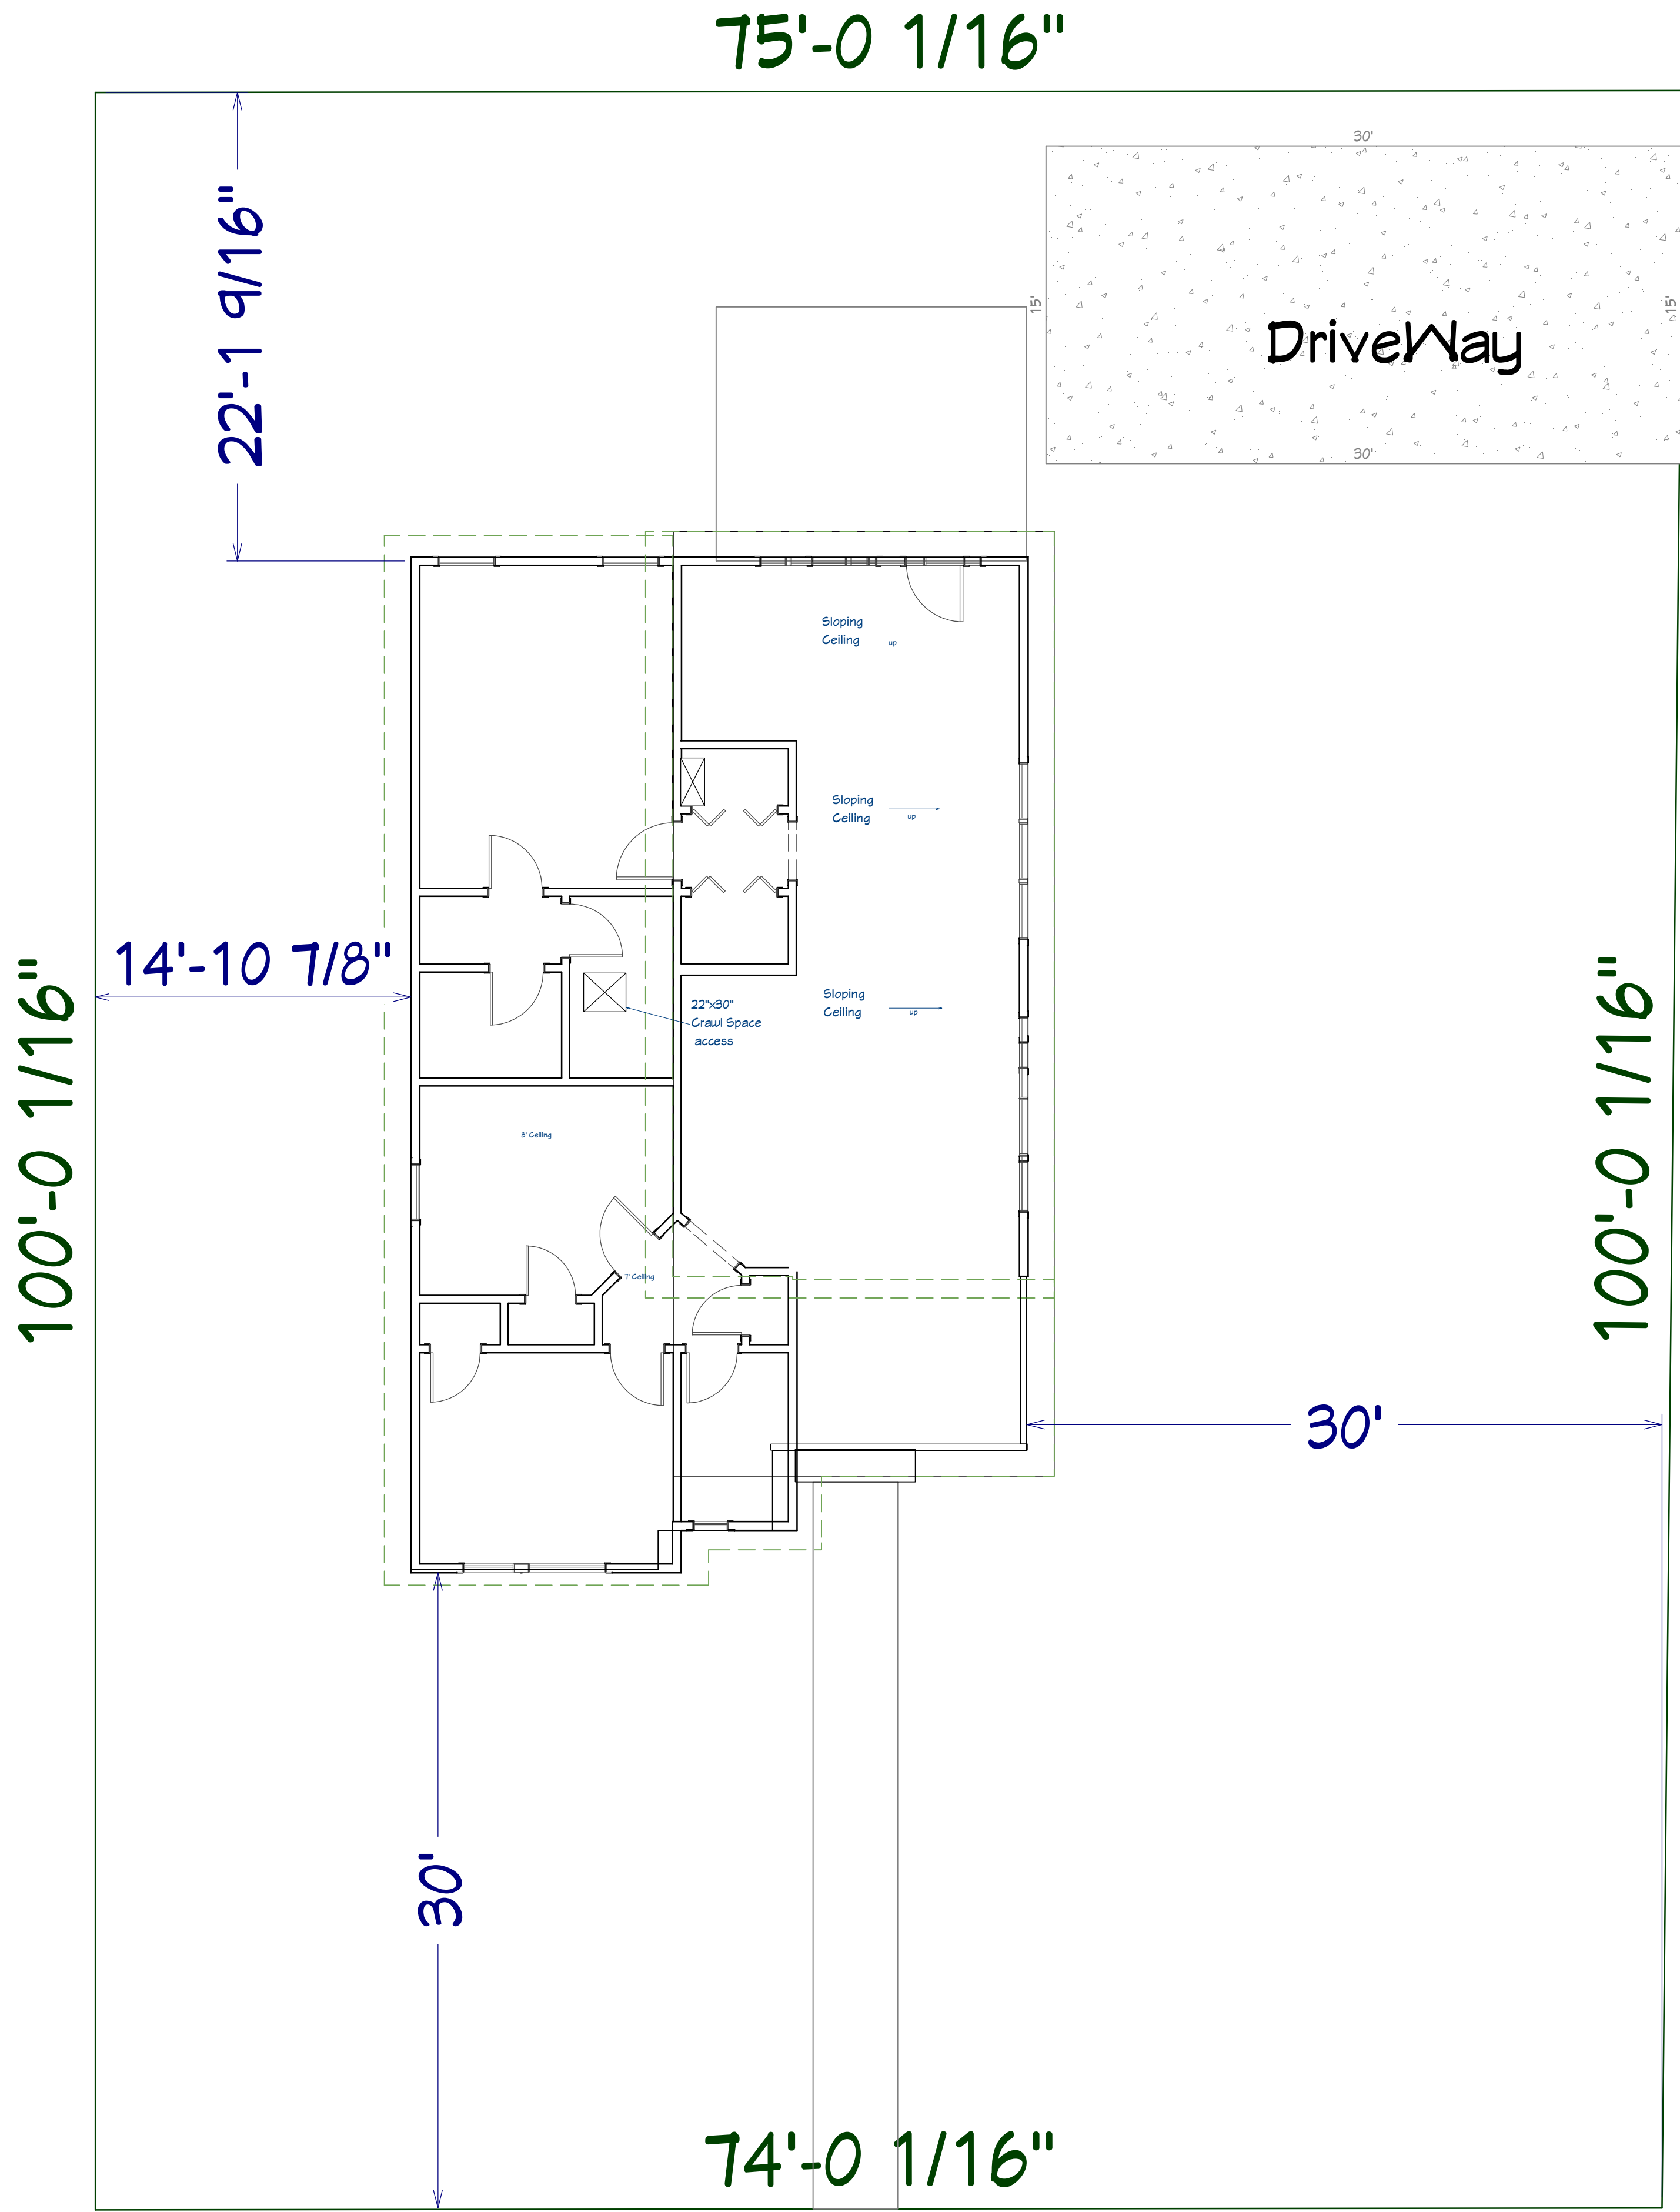 75'-0 1/16"
30'
22'-1 9/16"
15'
15'
DriveWay
30'
Sloping
Ceiling
up
Sloping
Ceiling
up
14'-10 7/8"
100'-0 1/16"
100'-0 1/16"
Sloping
Ceiling
up
22"x30"
Crawl Space
access
8' Ceiling
7' Ceiling
30'
30'
74'-0 1/16"